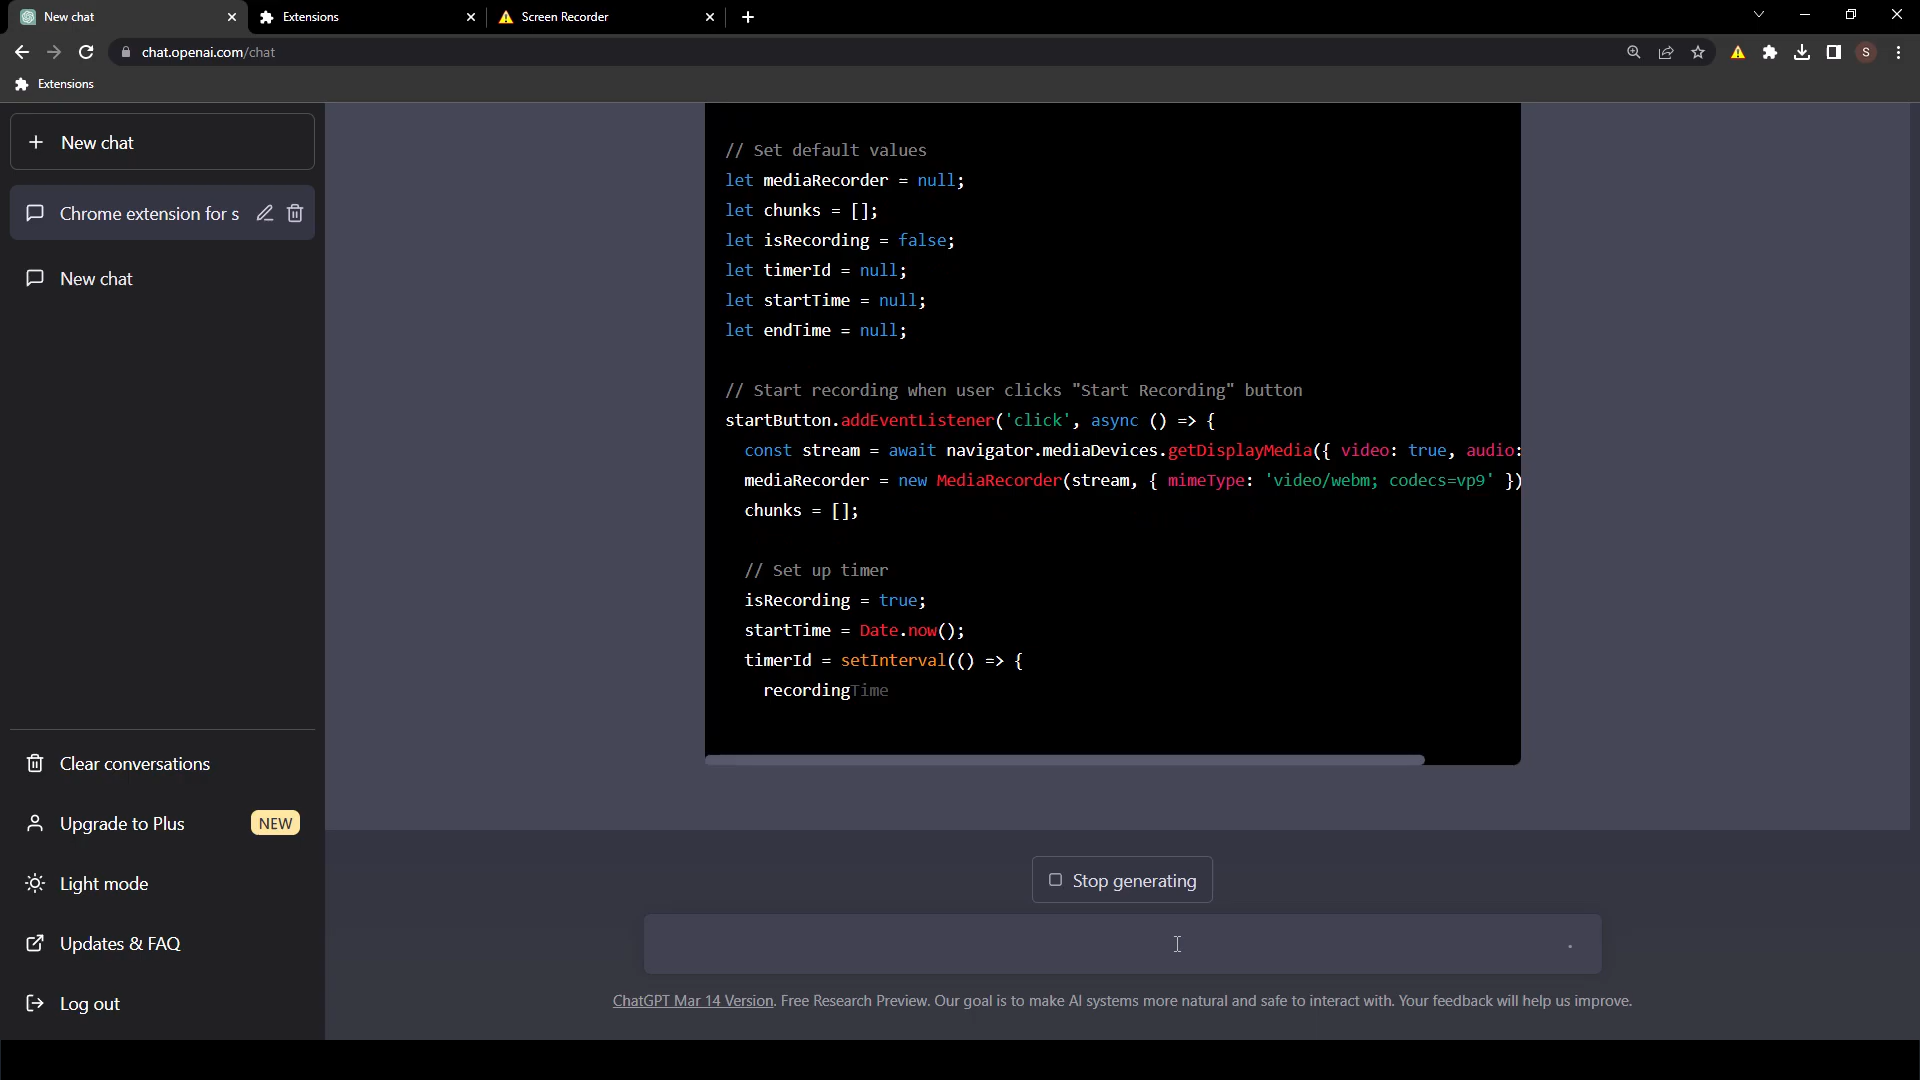 New chat
Extensions
Screen Recorder
chat.openai.com/chat
S
Extensions
New chat
Chrome extension for s
New chat
// Set default values
let mediaRecorder = null;
let chunks = [];
let isRecording = false;
let timerId = null;
let startTime = null;
let endTime = null;
// Start recording when user clicks "Start Recording" button
startButton.addEventListener('click', async () => {
const stream = await navigator.mediaDevices.getDisplayMedia({ video: true, audio:
mediaRecorder = new MediaRecorder(stream, { mimeType: 'video/webm; codecs=vp9' })
chunks = [];
// Set up timer
isRecording = true;
startTime = Date.now();
timerId = setInterval(() => {
recordingTime
Clear conversations
Upgrade to Plus NEW
Light mode
Updates & FAQ
Log out
Stop generating
ChatGPT Mar 14 Version. Free Research Preview. Our goal is to make AI systems more natural and safe to interact with. Your feedback will help us improve.